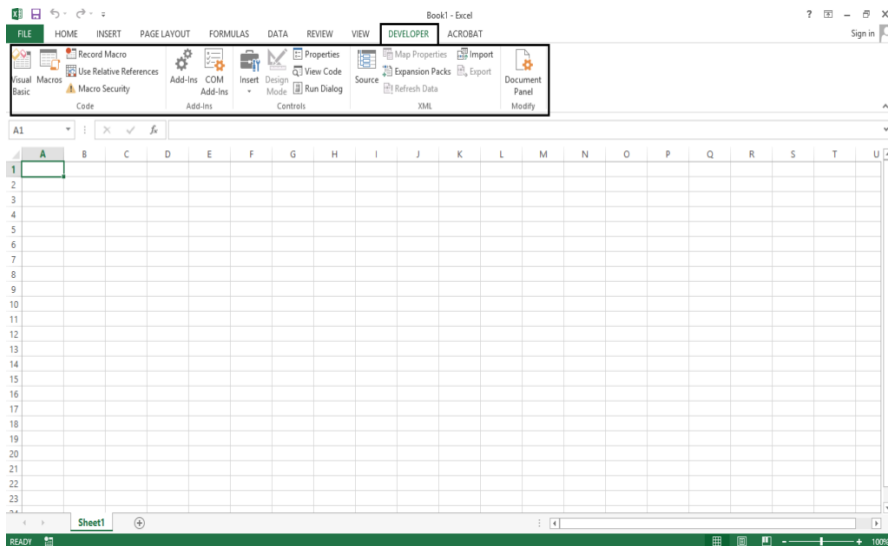 Book1 - Excel
?
FILE HOME INSERT PAGE LAYOUT FORMULAS DATA REVIEW VIEW DEVELOPER ACROBAT Sign in
Visual Basic
Macros
Record Macro
Use Relative References
Macro Security
Code
Add-Ins
COM Add-Ins
Add-Ins
Insert
Design Mode
Properties
View Code
Run Dialog
Controls
Source
Map Properties
Expansion Packs
Refresh Data
Import
Export
XML
Document Panel
Modify
A1 fx
A B C D E F G H I J K L M N O P Q R S T U
1
2
3
4
5
6
7
8
9
10
11
12
13
14
15
16
17
18
19
20
21
22
23
Sheet1
READY 100%